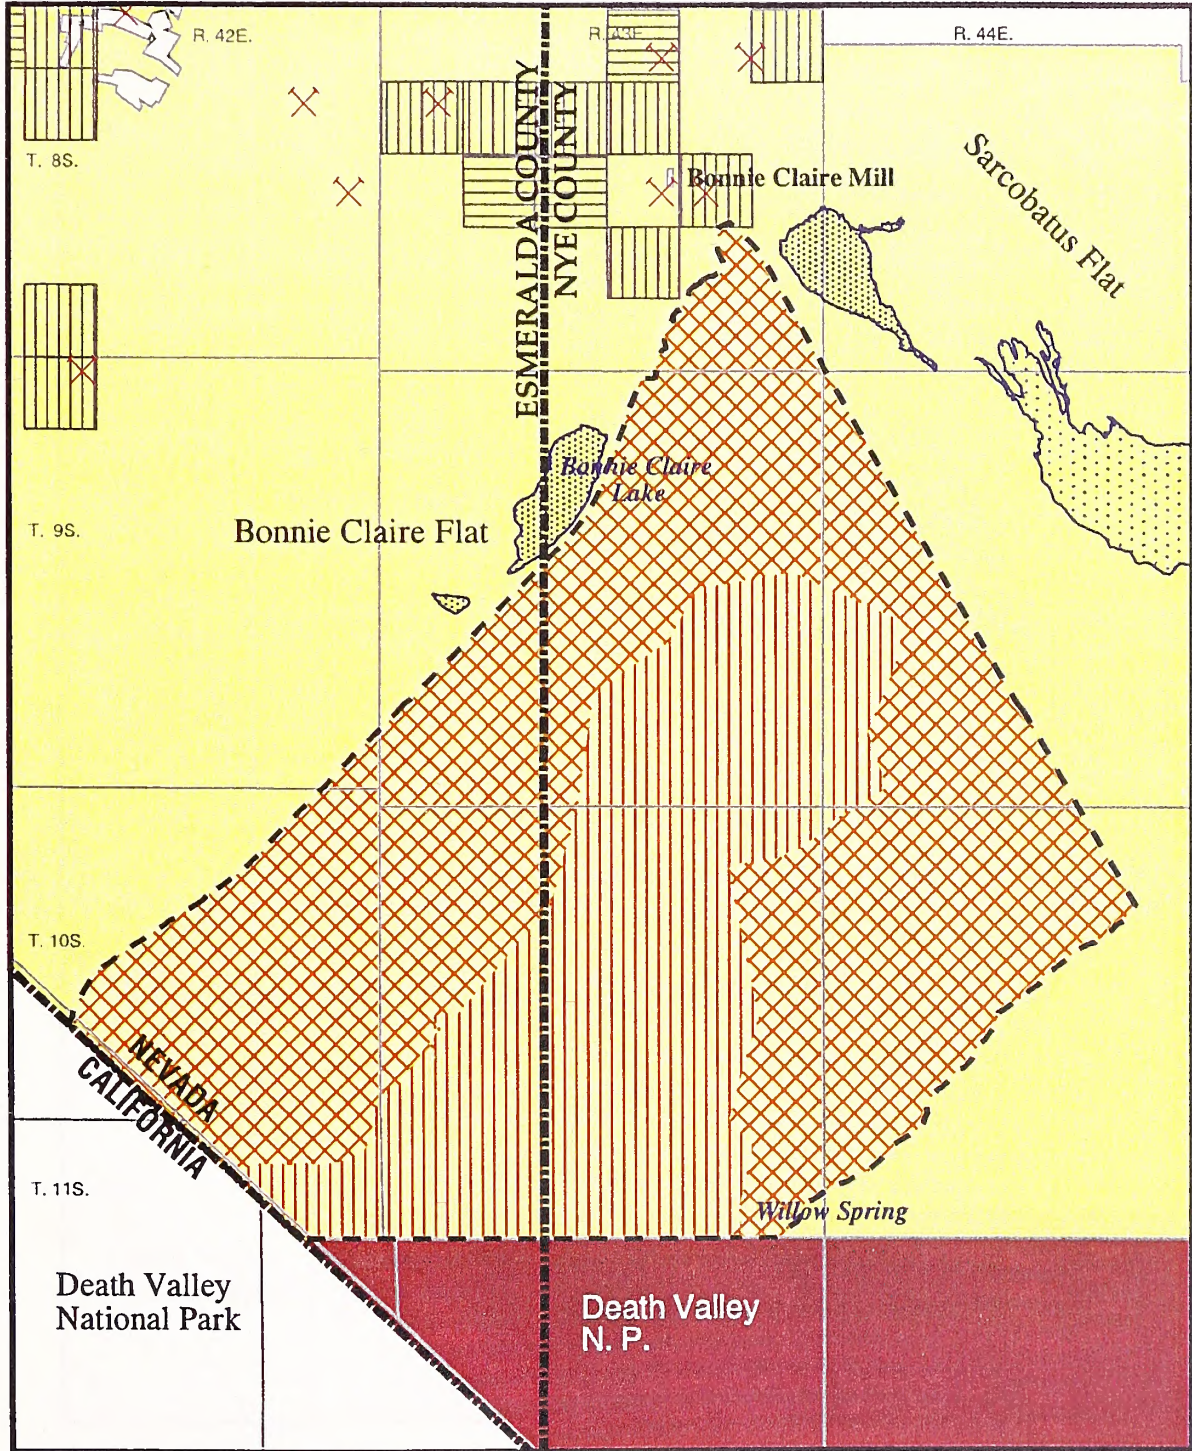 R. 42E.
R. 43E.
R. 44E.
T. 8S.
ESMERALDA COUNTY
NYE COUNTY
Bonnie Claire Mill
Sarcobatus Flat
Bonnie Claire
Lake
T. 9S.
Bonnie Claire Flat
T. 10S.
NEVADA
CALIFORNIA
T. 11S.
Willow Spring
Death Valley
National Park
Death Valley
N. P.